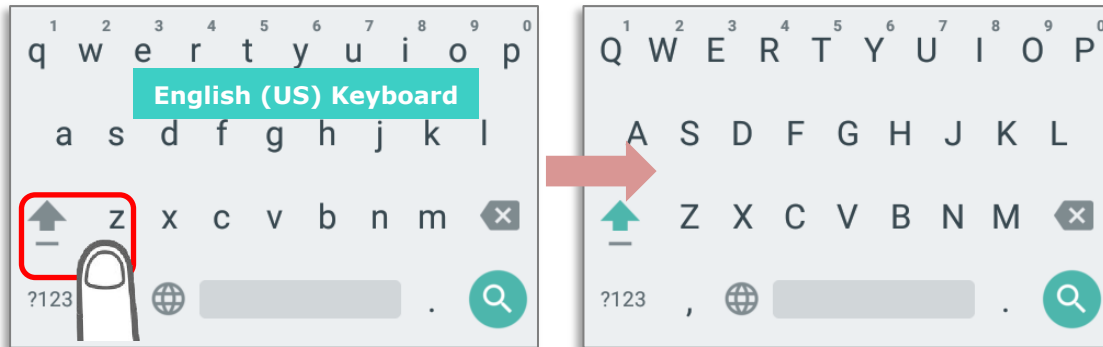 1 2 3 4 5 6 7 8 9 0
q w e r t y u i o p
English (US) Keyboard
a s d f g h j k l
z x c v b n m
?123 .
1 2 3 4 5 6 7 8 9 0
Q W E R T Y U I O P
A S D F G H J K L
Z X C V B N M
?123 , .